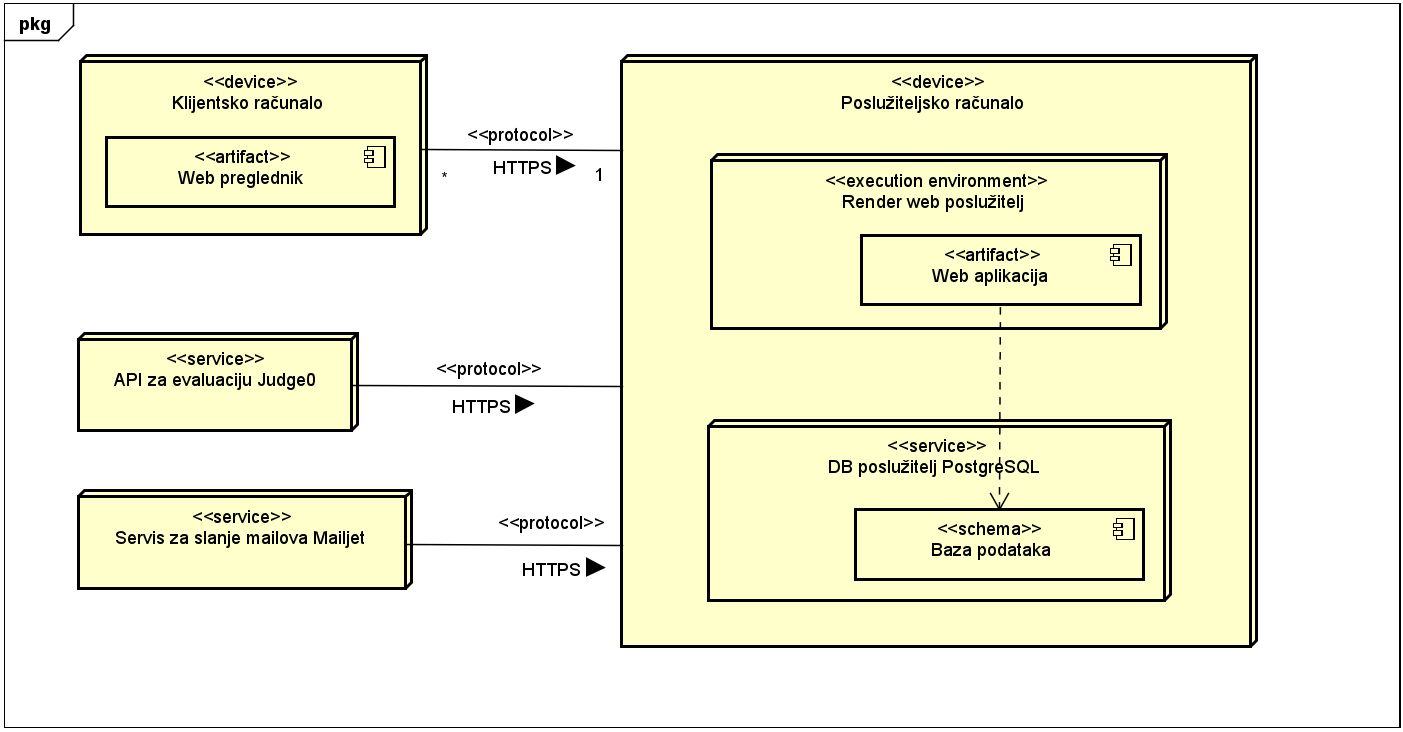 pkg
<<device>>
Klijentsko računalo
<<artifact>>
Web preglednik
<<protocol>>
HTTPS
*
1
<<device>>
Poslužiteljsko računalo
<<execution environment>>
Render web poslužitelj
<<artifact>>
Web aplikacija
<<service>>
API za evaluaciju Judge0
<<protocol>>
HTTPS
<<service>>
DB poslužitelj PostgreSQL
<<schema>>
Baza podataka
<<service>>
Servis za slanje mailova Mailjet
<<protocol>>
HTTPS